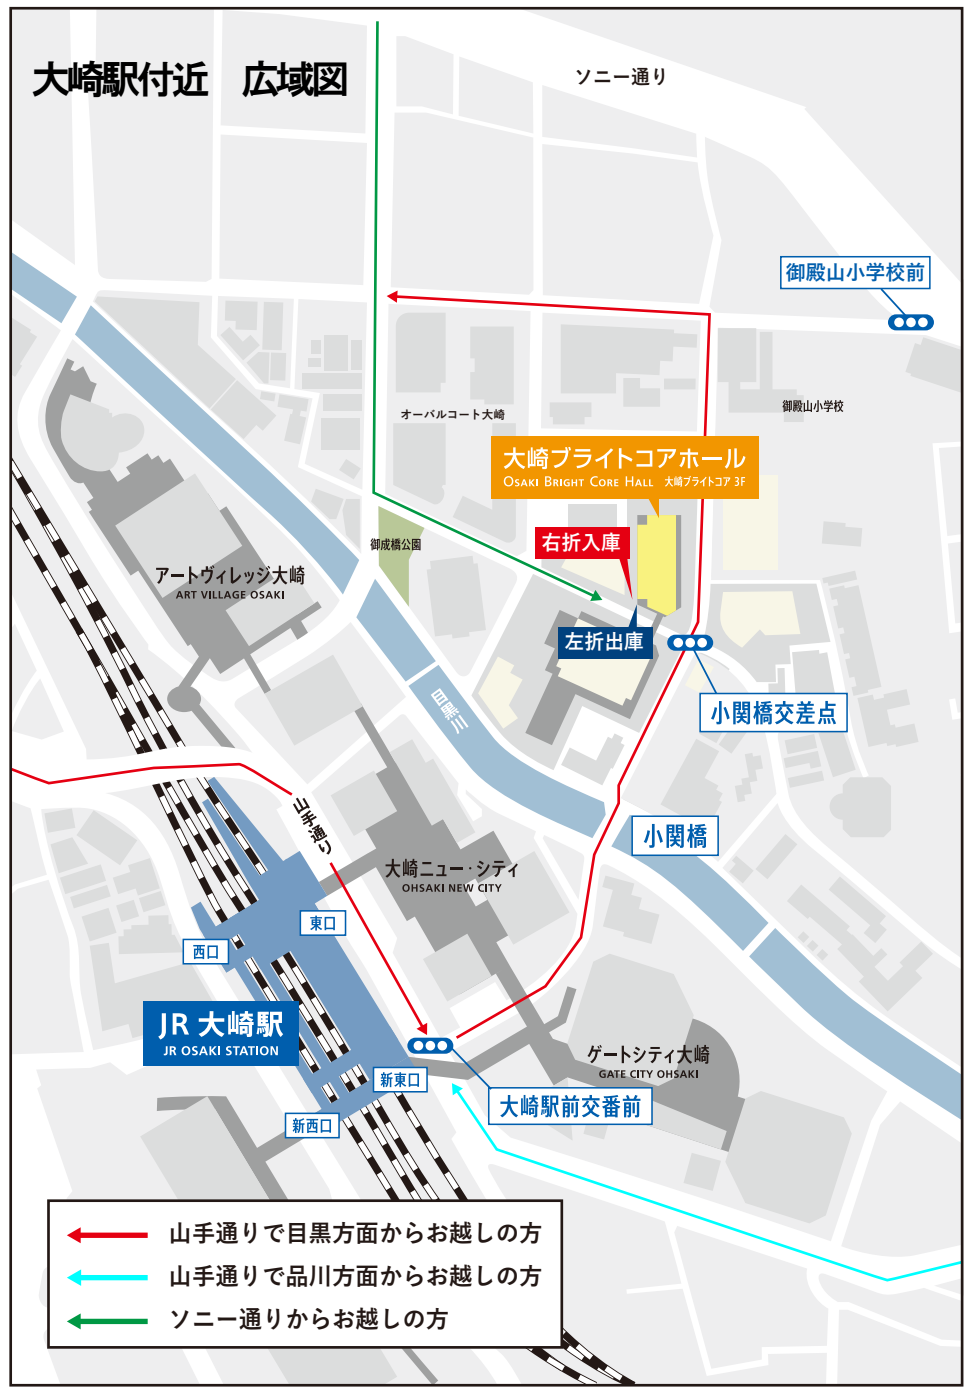 大崎駅付近　広域図
ソニー通り
御殿山小学校前
御殿山小学校
オーバルコート大崎
大崎ブライトコアホール
OSAKI BRIGHT CORE HALL 大崎ブライトコア 3F
右折入庫
御成橋公園
アートヴィレッジ大崎
ART VILLAGE OSAKI
左折出庫
小関橋交差点
目黒川
山手通り
小関橋
大崎ニュー・シティ
OHSAKI NEW CITY
東口
西口
JR 大崎駅
JR OSAKI STATION
ゲートシティ大崎
GATE CITY OHSAKI
新東口
大崎駅前交番前
新西口
山手通りで目黒方面からお越しの方
山手通りで品川方面からお越しの方
ソニー通りからお越しの方